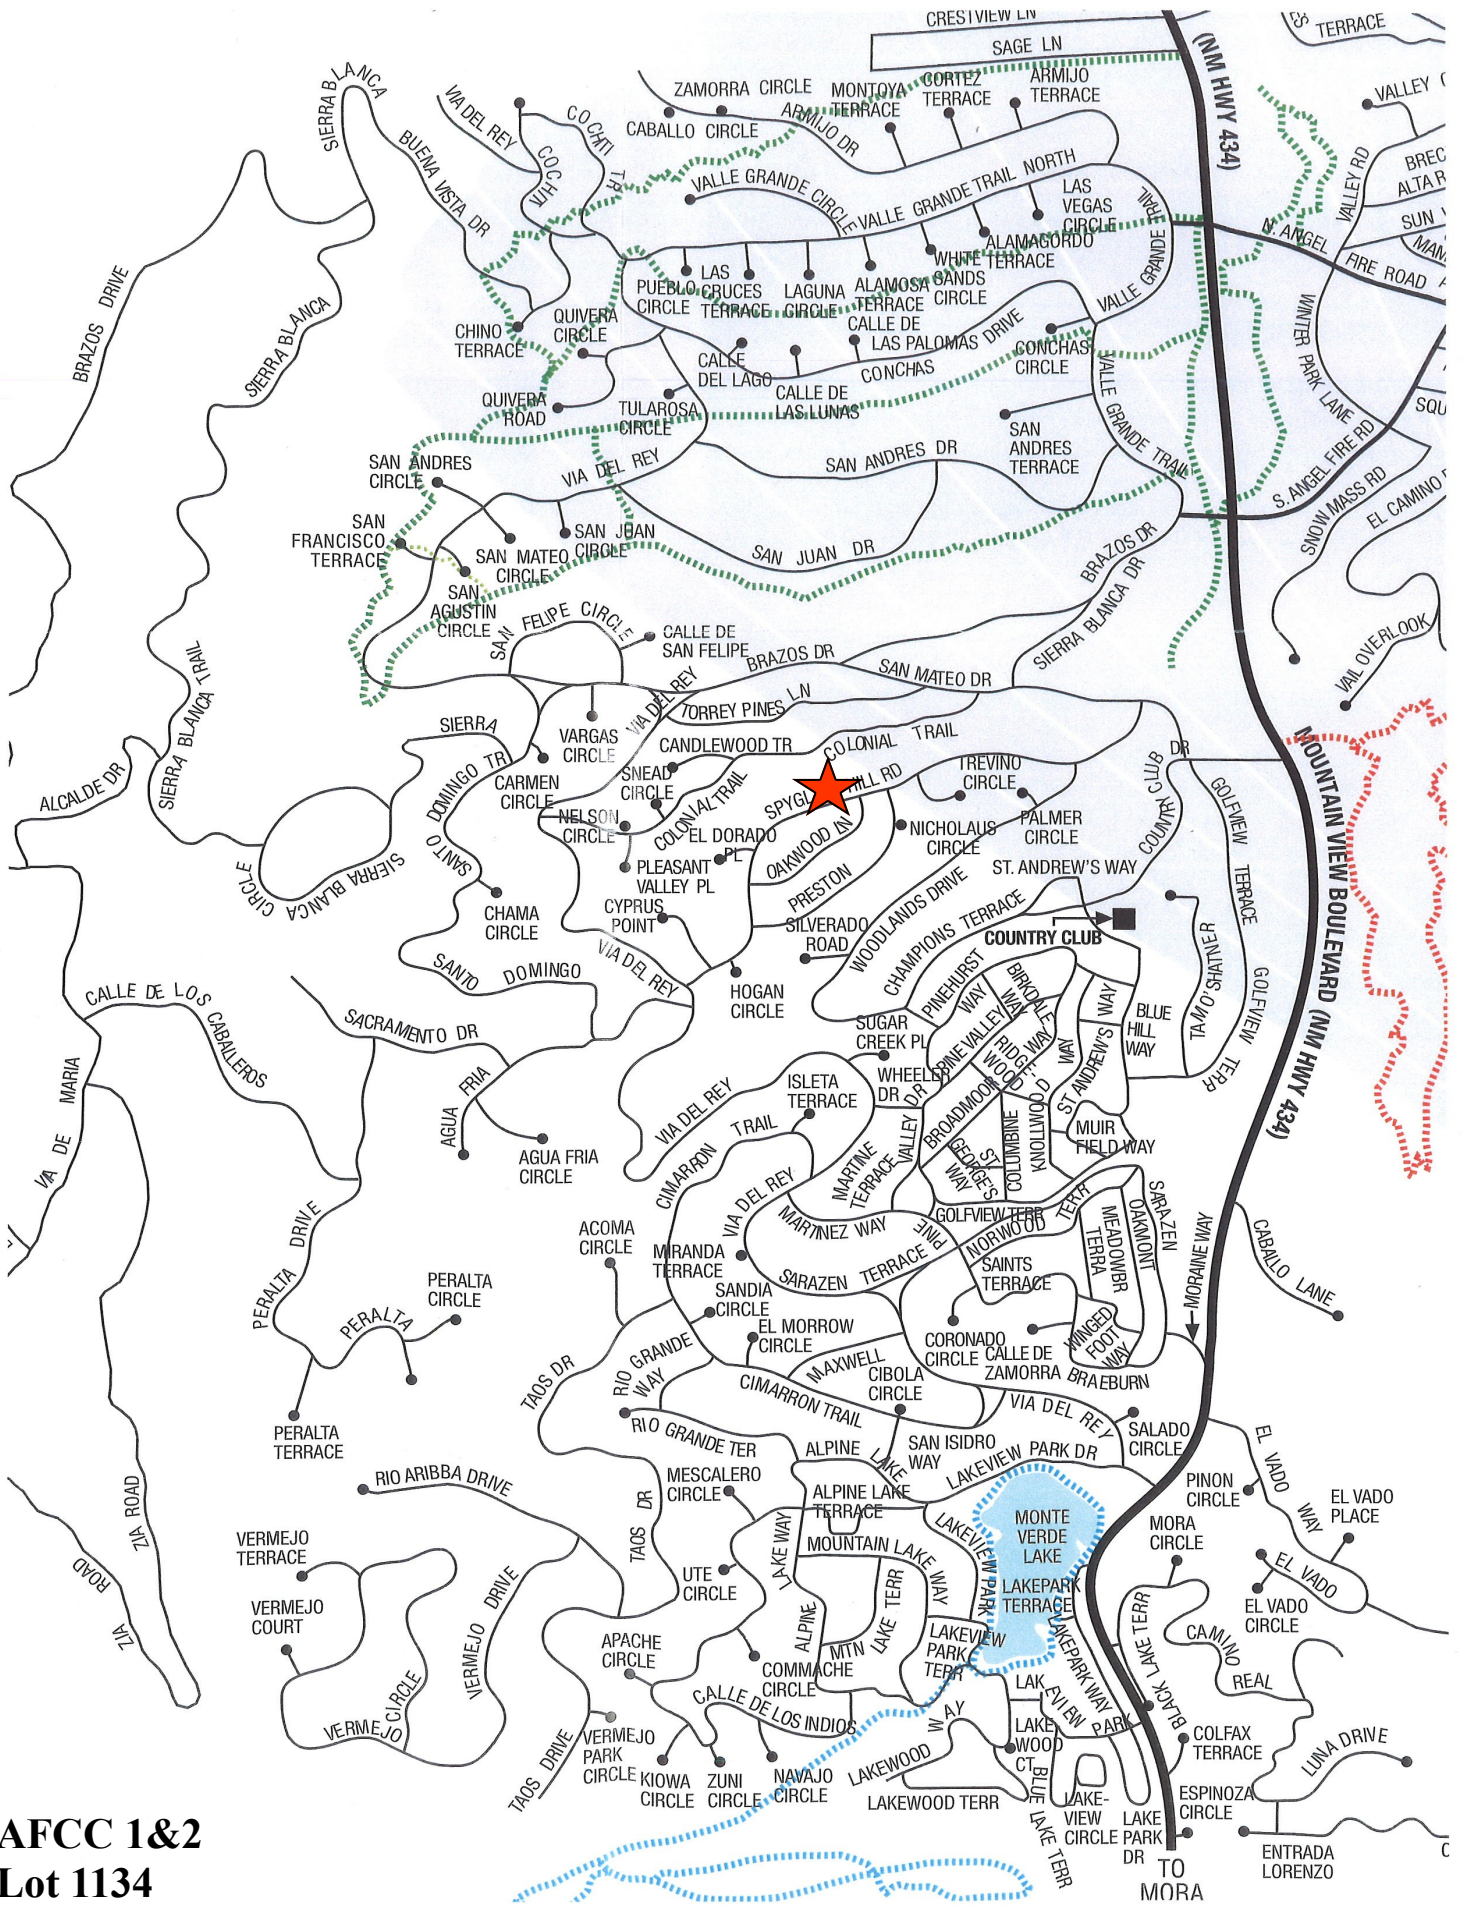 CRESTVIEW LN
SAGE LN
TERRACE
(NM HWY 434)
ZAMORRA CIRCLE
MONTOYA
TERRACE
CORTEZ
TERRACE
ARMIJO
TERRACE
CABALLO CIRCLE
ARMIJO DR
SIERRA BLANCA
VIA DEL REY
COCHITI TR
COCHITI
BUENA VISTA DR
VALLE GRANDE CIRCLE
VALLE GRANDE TRAIL NORTH
LAS
VEGAS
CIRCLE
VALLEY RD
ALTA R
VALLE GRANDE TRAIL
N. ANGEL
FIRE ROAD
ALAMAGORDO
TERRACE
WHITE
SANDS
CIRCLE
PUEBLO
CIRCLE
LAS
CRUCES
TERRACE
LAGUNA
CIRCLE
ALAMOSA
TERRACE
BRAZOS DRIVE
SIERRA BLANCA
CHINO
TERRACE
QUIVERA
CIRCLE
CALLE DE
LAS PALOMAS
CONCHAS DRIVE
CONCHAS
CIRCLE
WINTER PARK LANE
CALLE
DEL LAGO
CALLE DE
LAS LUNAS
QUIVERA
ROAD
TULAROSA
CIRCLE
SAN
ANDRES
TERRACE
VALLE GRANDE TRAIL
S. ANGEL FIRE RD
SAN ANDRES
CIRCLE
VIA DEL REY
SAN ANDRES DR
SNOW MASS RD
EL CAMINO
SAN
FRANCISCO
TERRACE
SAN MATEO
CIRCLE
SAN JUAN
CIRCLE
SAN JUAN DR
BRAZOS DR
SAN
AGUSTIN
CIRCLE
SAN FELIPE CIRCLE
CALLE DE
SAN FELIPE
BRAZOS DR
SAN MATEO DR
SIERRA BLANCA DR
VAIL OVERLOOK
SIERRA BLANCA TRAIL
VIA DEL REY
TORREY PINES LN
SIERRA
VARGAS
CIRCLE
CANDLEWOOD TR
COLONIAL TRAIL
MOUNTAIN VIEW BOULEVARD (NM HWY 434)
ALCALDE DR
SANTO DOMINGO TR
CARMEN
CIRCLE
SNEAD
CIRCLE
COLONIAL TRAIL
HILL RD
TREVINO
CIRCLE
COUNTRY CLUB DR
GOLFVIEW TERRACE
NELSON
CIRCLE
EL DORADO
PL
OAKWOOD LN
NICHOLAUS
CIRCLE
PALMER
CIRCLE
PLEASANT
VALLEY PL
PRESTON
ST. ANDREW'S WAY
SIERRA BLANCA
CIRCLE
CHAMA
CIRCLE
CYPRUS
POINT
SILVERADO
ROAD
WOODLANDS DRIVE
CHAMPIONS TERRACE
COUNTRY CLUB
SANTO DOMINGO
VIA DEL REY
HOGAN
CIRCLE
PINEHURST
WAY
BIRKDALE
WAY
TAMO'SHATNER
GOLFVIEW TERR
CALLE DE LOS CABALLEROS
SACRAMENTO DR
SUGAR
CREEK PL
PINE VALLEY
RIDGEWAY
BLUE
HILL
WAY
ST ANDREW'S WAY
VIA DE MARIA
AGUA FRIA
AGUA FRIA
CIRCLE
VIA DEL REY
ISLETA
TERRACE
WHEELER
DR
BROADMOOR
COLUMBINE
KNOLLWOOD
MUIR
FIELD WAY
CIMARRON TRAIL
MARTINE
TERRACE
VALLEY DR
ST.
GEORGE'S
WAY
PERALTA DRIVE
ACOMA
CIRCLE
MIRANDA
TERRACE
VIA DEL REY
MARTINEZ WAY
PINE
GOLFVIEW TERR
NORWOOD TERR
OAKMONT
SARAZEN
MEADOWBR
TERRA
MORAINE WAY
CABALLO LANE
PERALTA
PERALTA
CIRCLE
SANDIA
CIRCLE
SARAZEN TERRACE
SAINTS
TERRACE
EL MORROW
CIRCLE
CORONADO
CIRCLE
CALLE DE
ZAMORRA
WINGED
FOOT
WAY
BRAEBURN
TAOS DR
RIO GRANDE
WAY
MAXWELL
CIBOLA
CIRCLE
CIMARRON TRAIL
VIA DEL REY
SALADO
CIRCLE
PERALTA
TERRACE
RIO GRANDE TER
ALPINE LAKE
SAN ISIDRO
WAY
LAKEVIEW PARK DR
EL VADO WAY
RIO ARIBBA DRIVE
MESCALERO
CIRCLE
ALPINE LAKE
TERRACE
MONTE
VERDE
LAKE
PINON
CIRCLE
EL VADO
PLACE
ZIA ROAD
VERMEJO
TERRACE
TAOS DR
LAKE WAY
MOUNTAIN LAKE WAY
LAKEVIEW PARK
MORA
CIRCLE
ZIA ROAD
VERMEJO
COURT
VERMEJO DRIVE
UTE
CIRCLE
ALPINE
LAKEPARK
TERRACE
EL VADO
EL VADO
CIRCLE
APACHE
CIRCLE
MTN LAKE TERR
LAKEVIEW
PARK
TERR
LAKEPARKWAY
BLACK LAKE TERR
CAMINO REAL
COMMACHE
CIRCLE
VERMEJO CIRCLE
CALLE DE LOS INDIOS
LAKEVIEW PARK
TAOS DRIVE
VERMEJO
PARK
CIRCLE
KIOWA
CIRCLE
ZUNI
CIRCLE
NAVAJO
CIRCLE
LAKEWOOD WAY
LAKE
WOOD
CT
COLFAX
TERRACE
LUNA DRIVE
LAKEWOOD TERR
BLUE LAKE TERR
LAKE-
VIEW
CIRCLE
LAKE
PARK
DR
ESPINOZA
CIRCLE
ENTRADA
LORENZO
TO
MORA
AFCC 1&2
Lot 1134